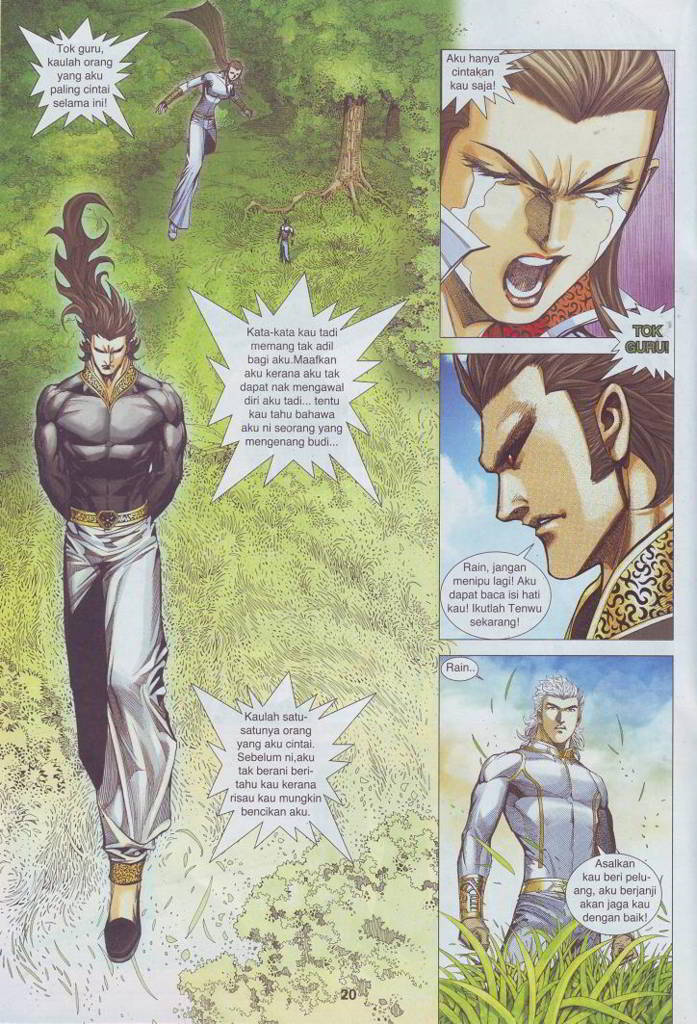 Tok guru,
kaulah orang
yang aku
paling cintai
selama ini!
Kata-kata kau tadi
memang tak adil
bagi aku.Maafkan
aku kerana aku tak
dapat nak mengawal
diri aku tadi... tentu
kau tahu bahawa
aku ni seorang yang
mengenang budi...
Kaulah satu-
satunya orang
yang aku cintai.
Sebelum ni,aku
tak berani beri-
tahu kau kerana
risau kau mungkin
bencikan aku.
Aku hanya
cintakan
kau saja!
TOK
GURU!
Rain, jangan
menipu lagi! Aku
dapat baca isi hati
kau! Ikutlah Tenwu
sekarang!
Rain..
Asalkan
kau beri pelu-
ang, aku berjanji
akan jaga kau
dengan baik!
20